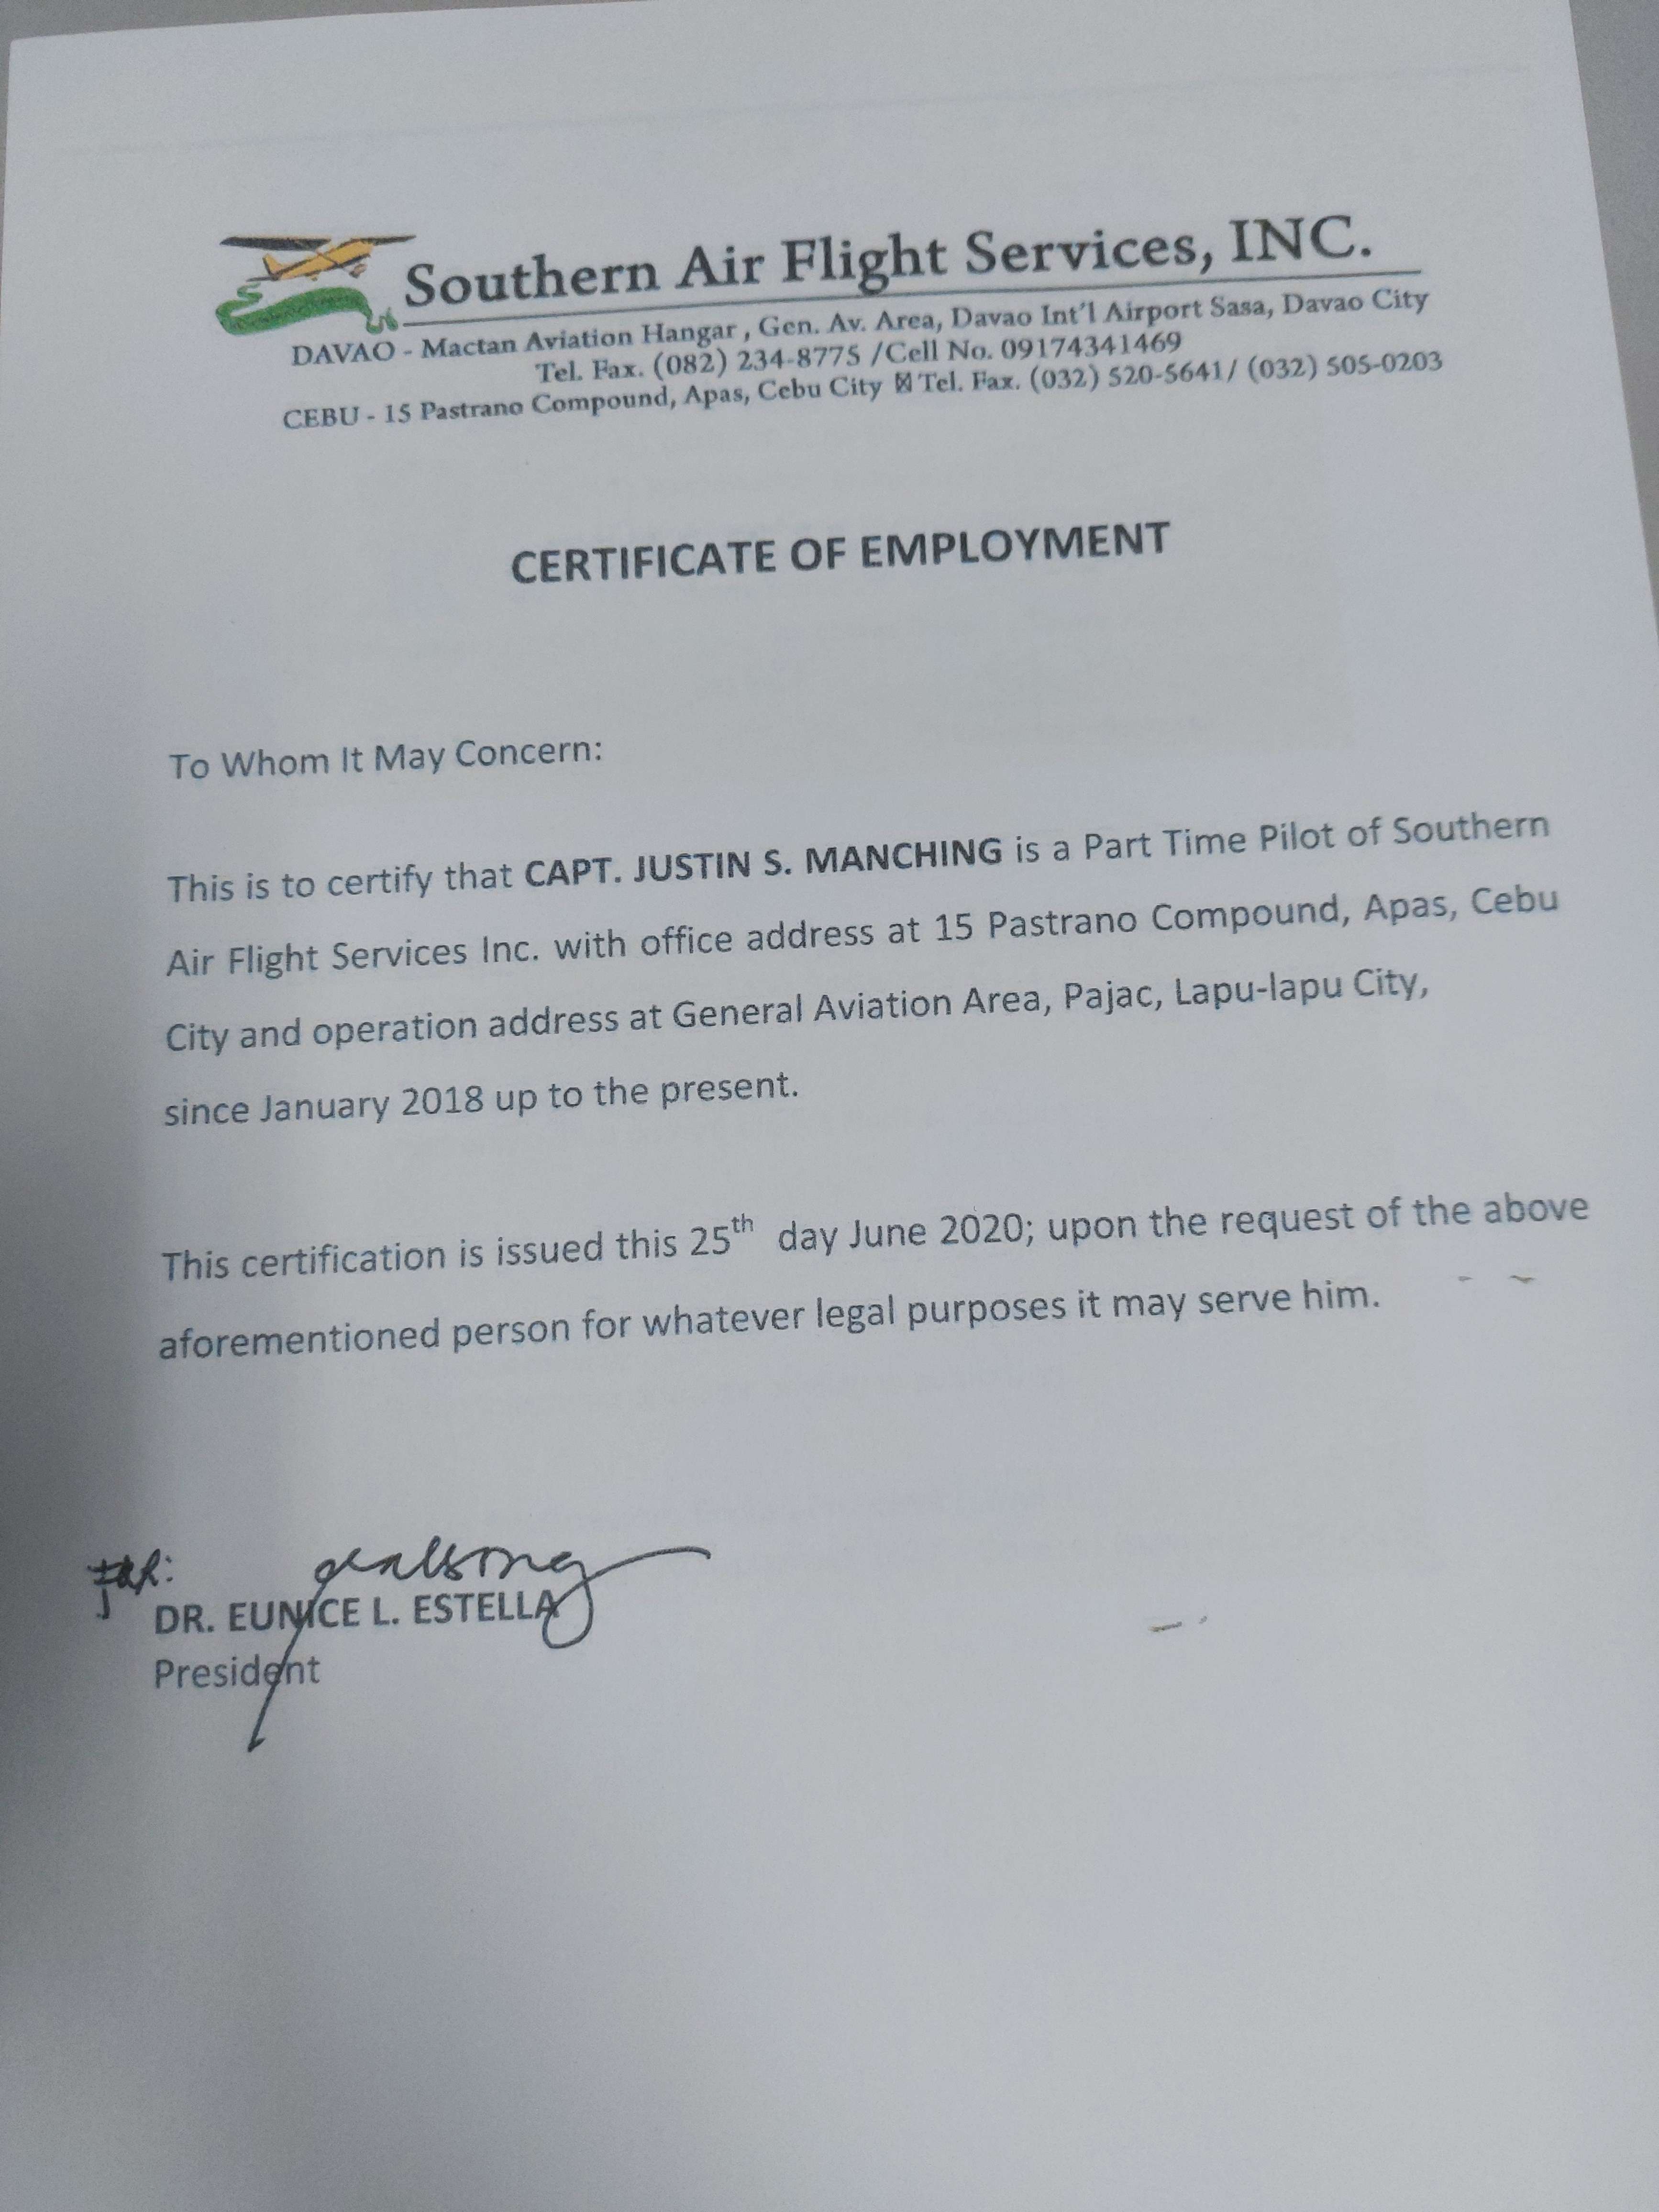 Southern Air Flight Services, INC.
DAVAO - Mactan Aviation Hangar , Gen. Av. Area, Davao Int'l Airport Sasa, Davao City
Tel. Fax. (082) 234-8775 /Cell No. 09174341469
CEBU - 15 Pastrano Compound, Apas, Cebu City ☒ Tel. Fax. (032) 520-5641/ (032) 505-0203
CERTIFICATE OF EMPLOYMENT
To Whom It May Concern:
This is to certify that CAPT. JUSTIN S. MANCHING is a Part Time Pilot of Southern
Air Flight Services Inc. with office address at 15 Pastrano Compound, Apas, Cebu
City and operation address at General Aviation Area, Pajac, Lapu-lapu City,
since January 2018 up to the present.
This certification is issued this 25th day June 2020; upon the request of the above
aforementioned person for whatever legal purposes it may serve him.
DR. EUNICE L. ESTELLA
President